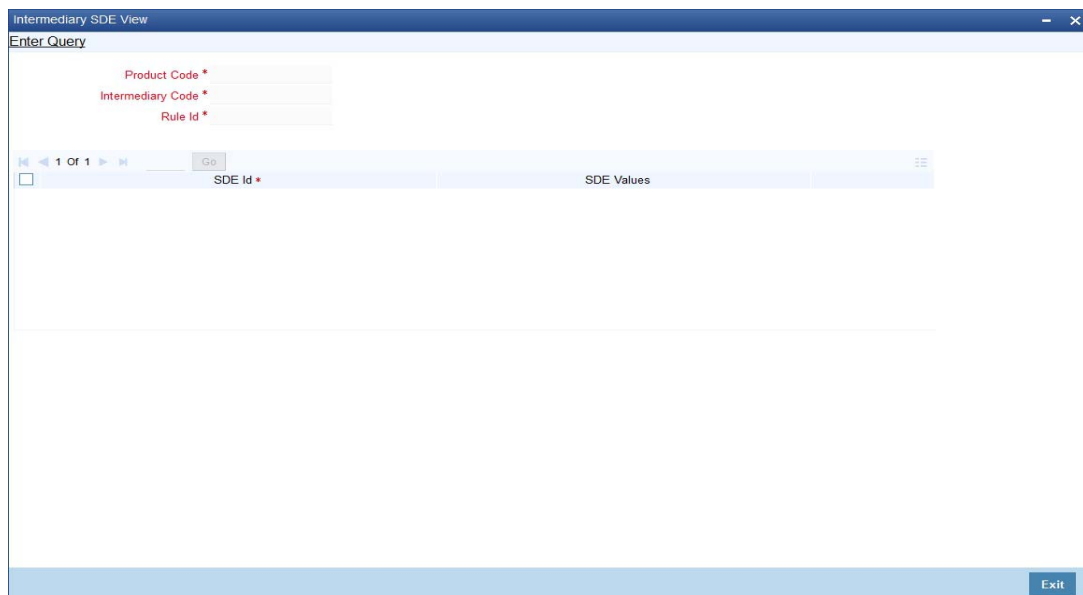 Intermediary SDE View
Enter Query
Product Code *
Intermediary Code *
Rule Id *
1 Of 1 Go
SDE Id * SDE Values
Exit